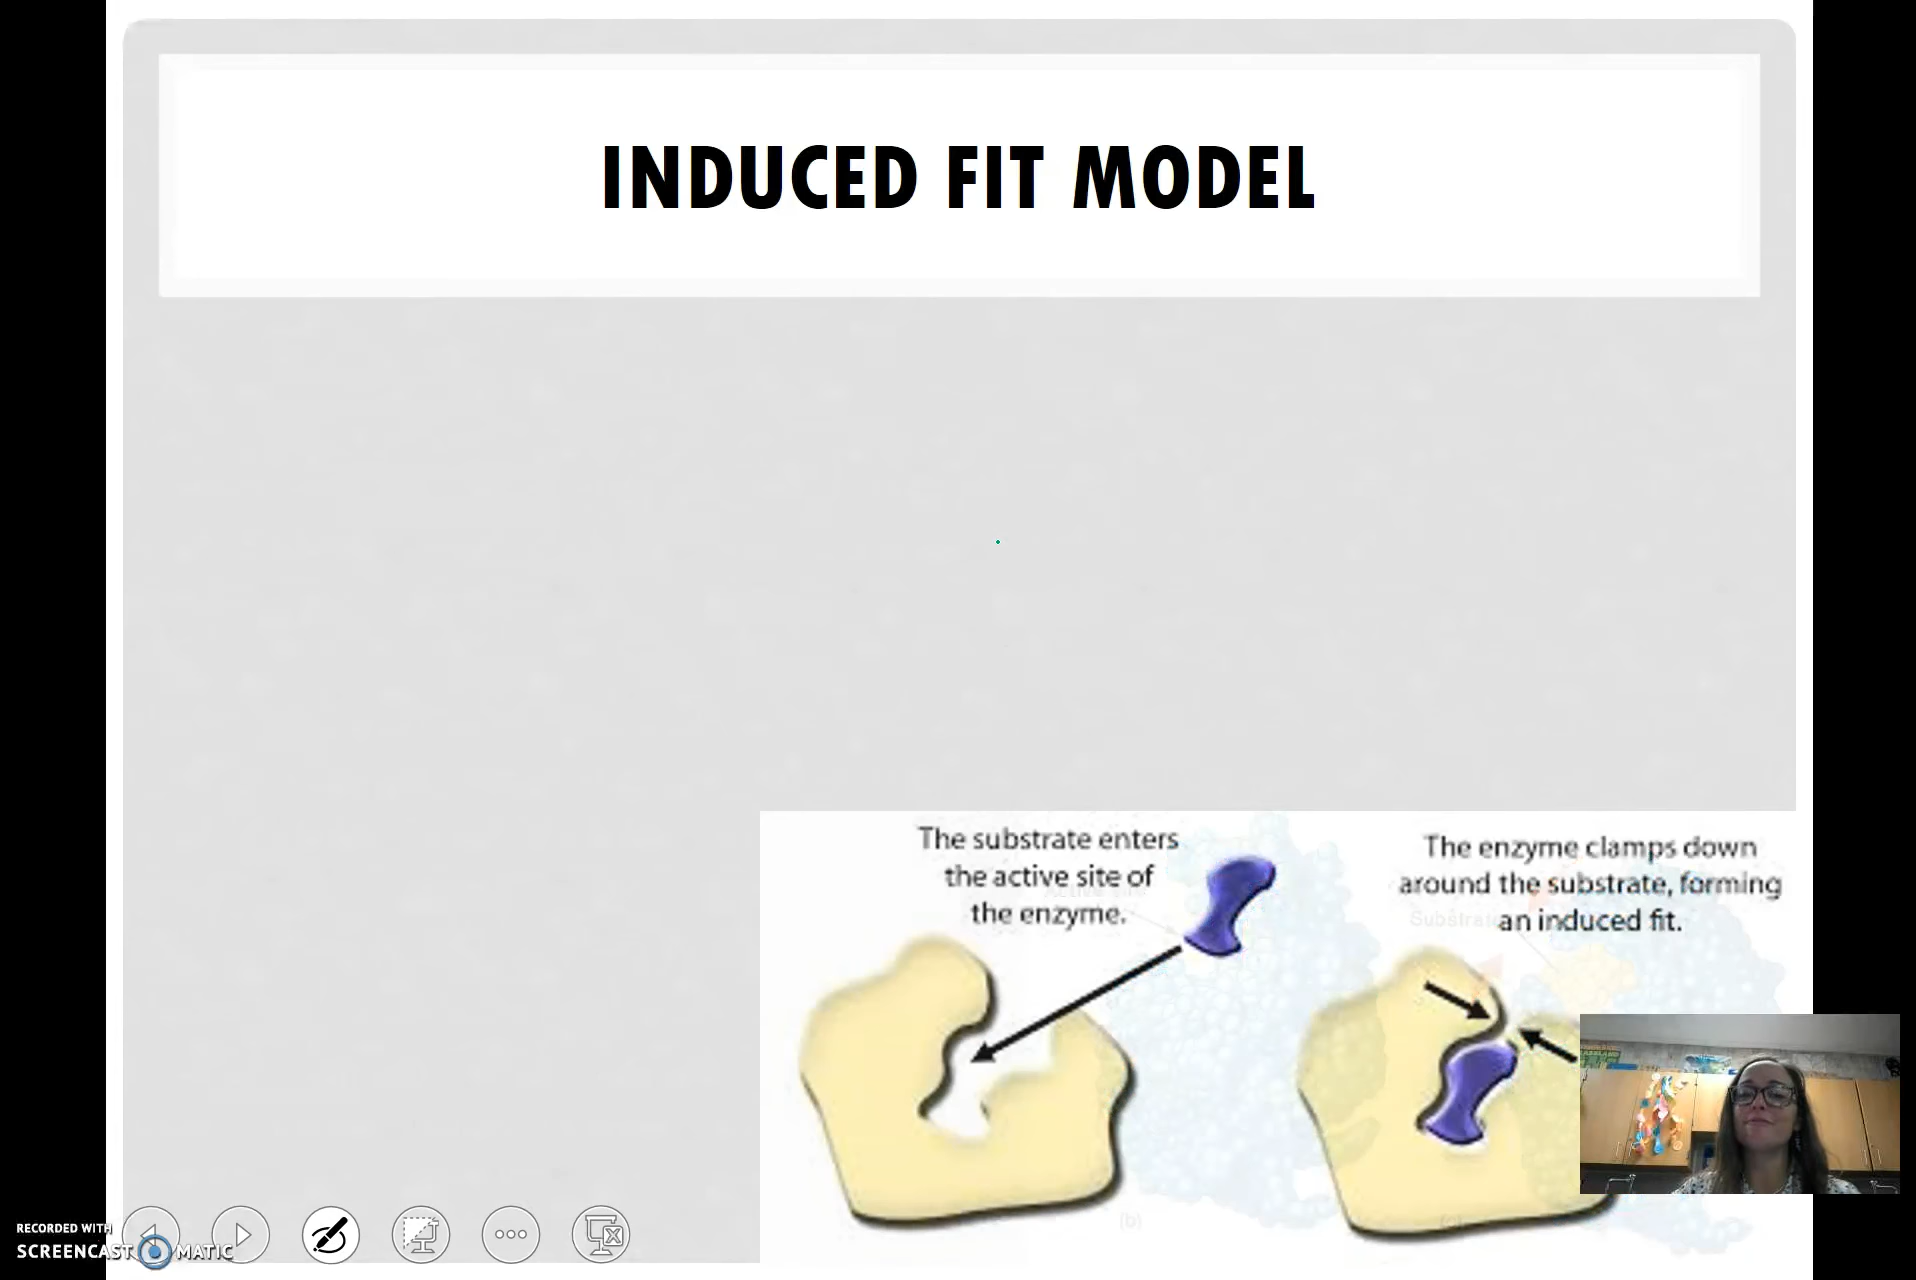 INDUCED FIT MODEL
The substrate enters
the active site of
the enzyme.
The enzyme clamps down
around the substrate, forming
an induced fit.
Substrat
(b)
RECORDED WITH
SCREENCAST MATIC